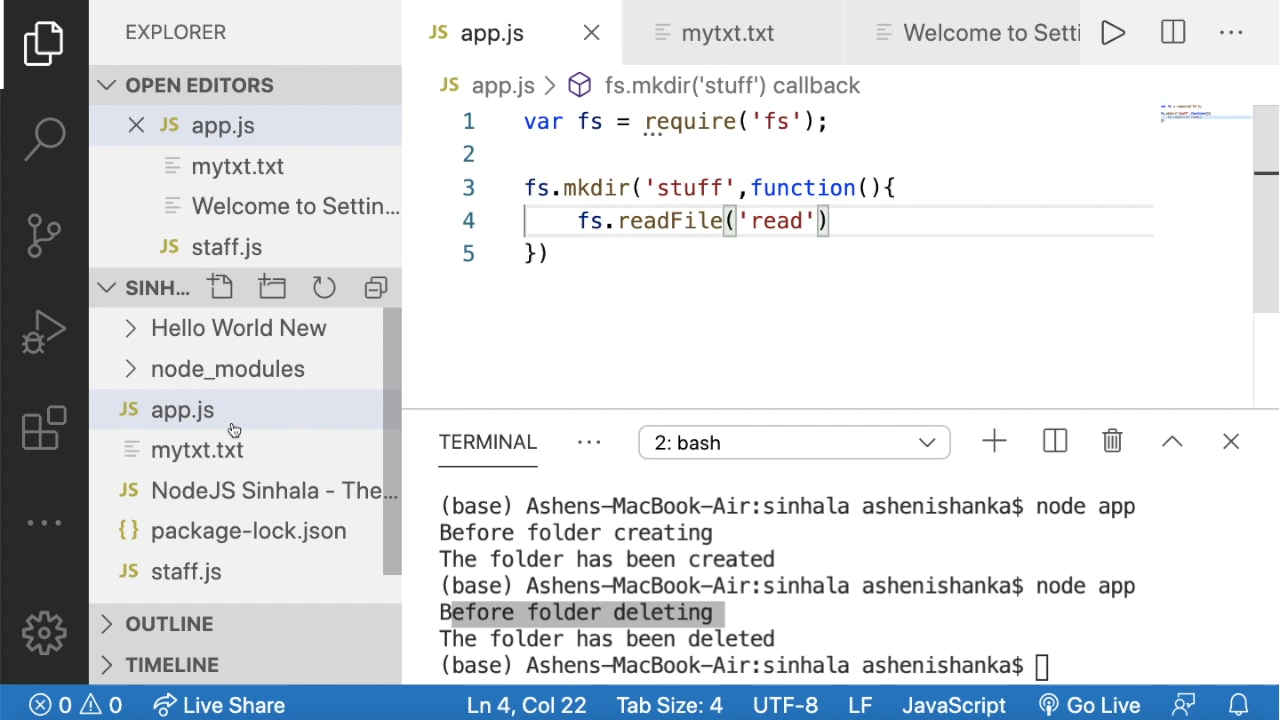 EXPLORER
OPEN EDITORS
JS app.js
mytxt.txt
Welcome to Settin...
JS staff.js
SINH...
Hello World New
node_modules
JS app.js
mytxt.txt
JS NodeJS Sinhala - The...
{} package-lock.json
JS staff.js
OUTLINE
TIMELINE
JS app.js
mytxt.txt
Welcome to Setti
JS app.js > fs.mkdir('stuff') callback
1 var fs = require('fs');
2
3 fs.mkdir('stuff',function(){
4 fs.readFile('read')
5 })
TERMINAL
2: bash
(base) Ashens-MacBook-Air:sinhala ashenishanka$ node app
Before folder creating
The folder has been created
(base) Ashens-MacBook-Air:sinhala ashenishanka$ node app
Before folder deleting
The folder has been deleted
(base) Ashens-MacBook-Air:sinhala ashenishanka$
0 0 Live Share Ln 4, Col 22 Tab Size: 4 UTF-8 LF JavaScript Go Live